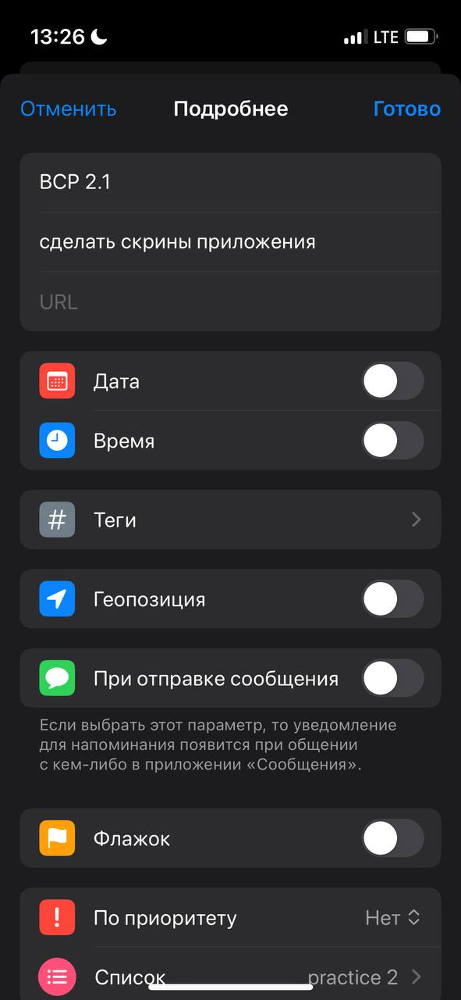 13:26
LTE
Отменить
Подробнее
Готово
ВСР 2.1
сделать скрины приложения
URL
Дата
Время
Теги
Геопозиция
При отправке сообщения
Если выбрать этот параметр, то уведомление
для напоминания появится при общении
с кем-либо в приложении «Сообщения».
Флажок
По приоритету
Нет
Список
practice 2